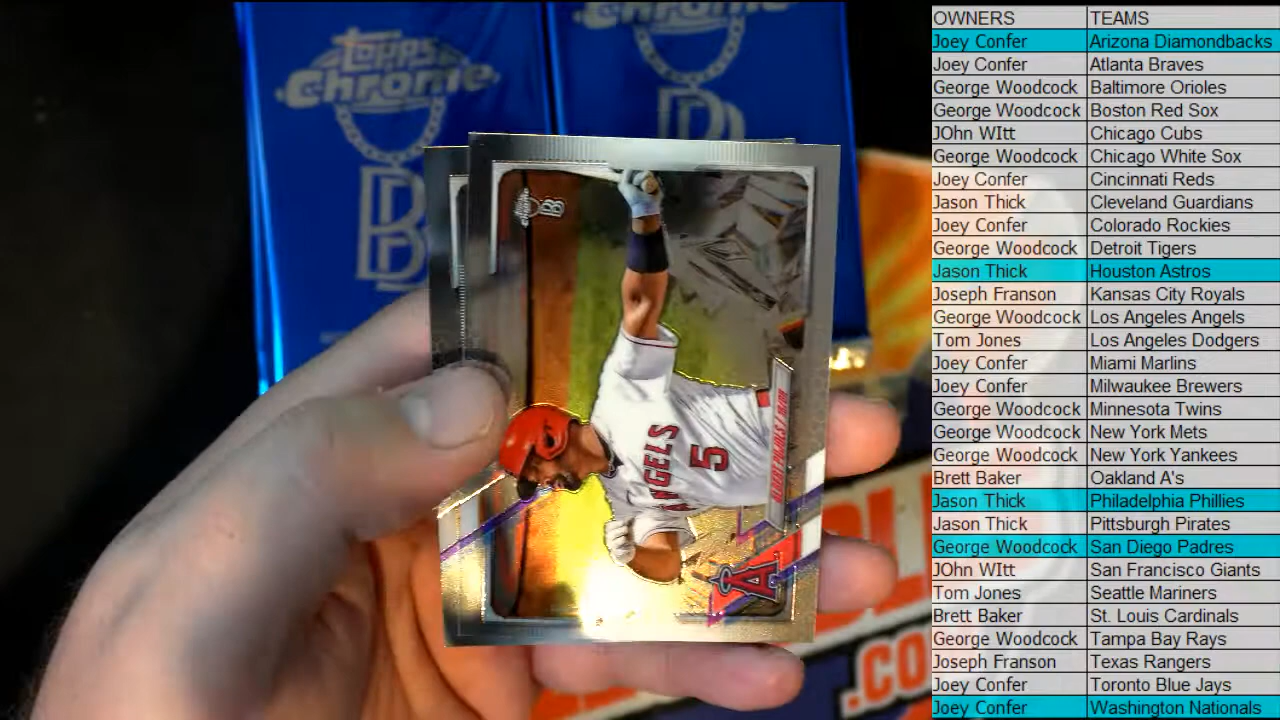 Topps
Chrome
BB
Chrome
B
BB
ANGELS
5
ALBERT PUJOLS
A
.CO
OWNERS TEAMS
Joey Confer Arizona Diamondbacks
Joey Confer Atlanta Braves
George Woodcock Baltimore Orioles
George Woodcock Boston Red Sox
JOhn WItt Chicago Cubs
George Woodcock Chicago White Sox
Joey Confer Cincinnati Reds
Jason Thick Cleveland Guardians
Joey Confer Colorado Rockies
George Woodcock Detroit Tigers
Jason Thick Houston Astros
Joseph Franson Kansas City Royals
George Woodcock Los Angeles Angels
Tom Jones Los Angeles Dodgers
Joey Confer Miami Marlins
Joey Confer Milwaukee Brewers
George Woodcock Minnesota Twins
George Woodcock New York Mets
George Woodcock New York Yankees
Brett Baker Oakland A's
Jason Thick Philadelphia Phillies
Jason Thick Pittsburgh Pirates
George Woodcock San Diego Padres
JOhn WItt San Francisco Giants
Tom Jones Seattle Mariners
Brett Baker St. Louis Cardinals
George Woodcock Tampa Bay Rays
Joseph Franson Texas Rangers
Joey Confer Toronto Blue Jays
Joey Confer Washington Nationals